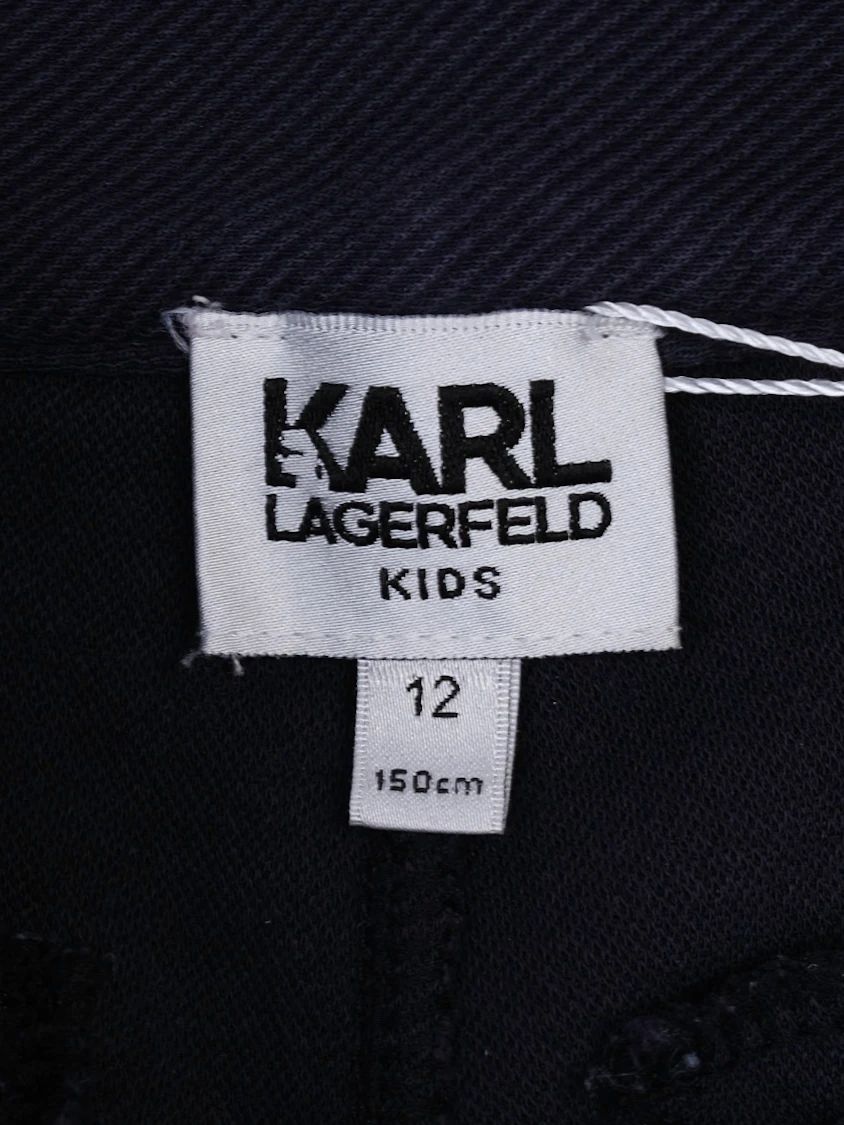 KARL
LAGERFELD
KIDS
12
150cm